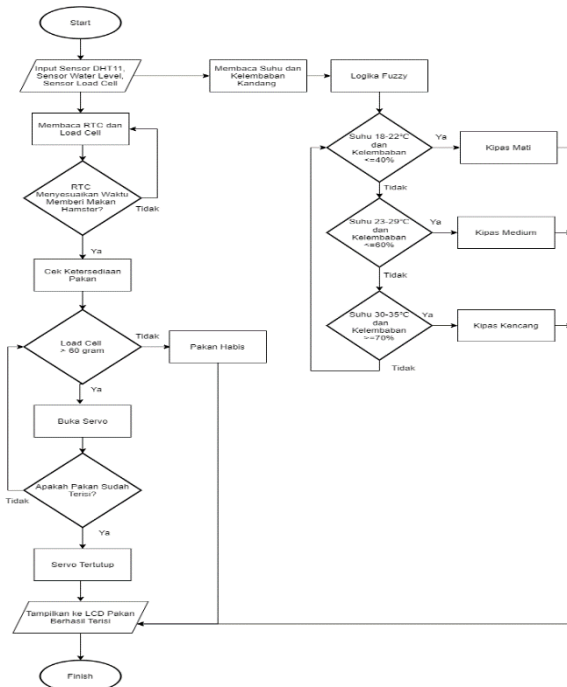 Start
Input Sensor DHT11,
Sensor Water Level,
Sensor Load Cell
Membaca Suhu dan
Kelembaban
Kandang
Logika Fuzzy
Membaca RTC dan
Load Cell
RTC
Menyesuaikan Waktu
Memberi Makan
Hamster?
Tidak
Ya
Cek Ketersediaan
Pakan
Load Cell
> 60 gram
Tidak
Pakan Habis
Ya
Buka Servo
Apakah Pakan Sudah
Terisi?
Tidak
Ya
Servo Tertutup
Tampilkan ke LCD Pakan
Berhasil Terisi
Finish
Suhu 18-22°C
dan
Kelembaban
<=40%
Ya
Kipas Mati
Tidak
Suhu 23-29°C
dan
Kelembaban
<=60%
Ya
Kipas Medium
Tidak
Suhu 30-35°C
dan
Kelembaban
>=70%
Ya
Kipas Kencang
Tidak